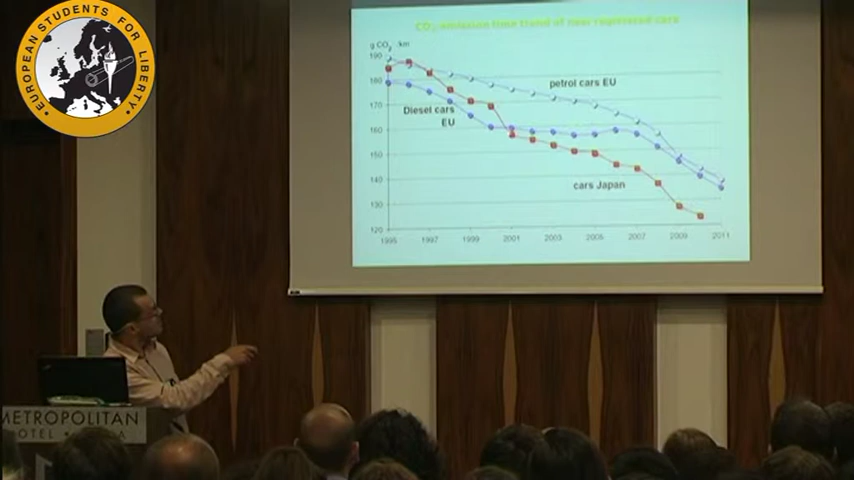 EUROPEAN STUDENTS FOR LIBERTY
CO2-emission time trend of new registered cars
g CO2 /km
190
petrol cars EU
Diesel cars
EU
170
160
150
140
cars Japan
130
120
1995 1997 1999 2001 2003 2005 2007 2009 2011
METROPOLITAN